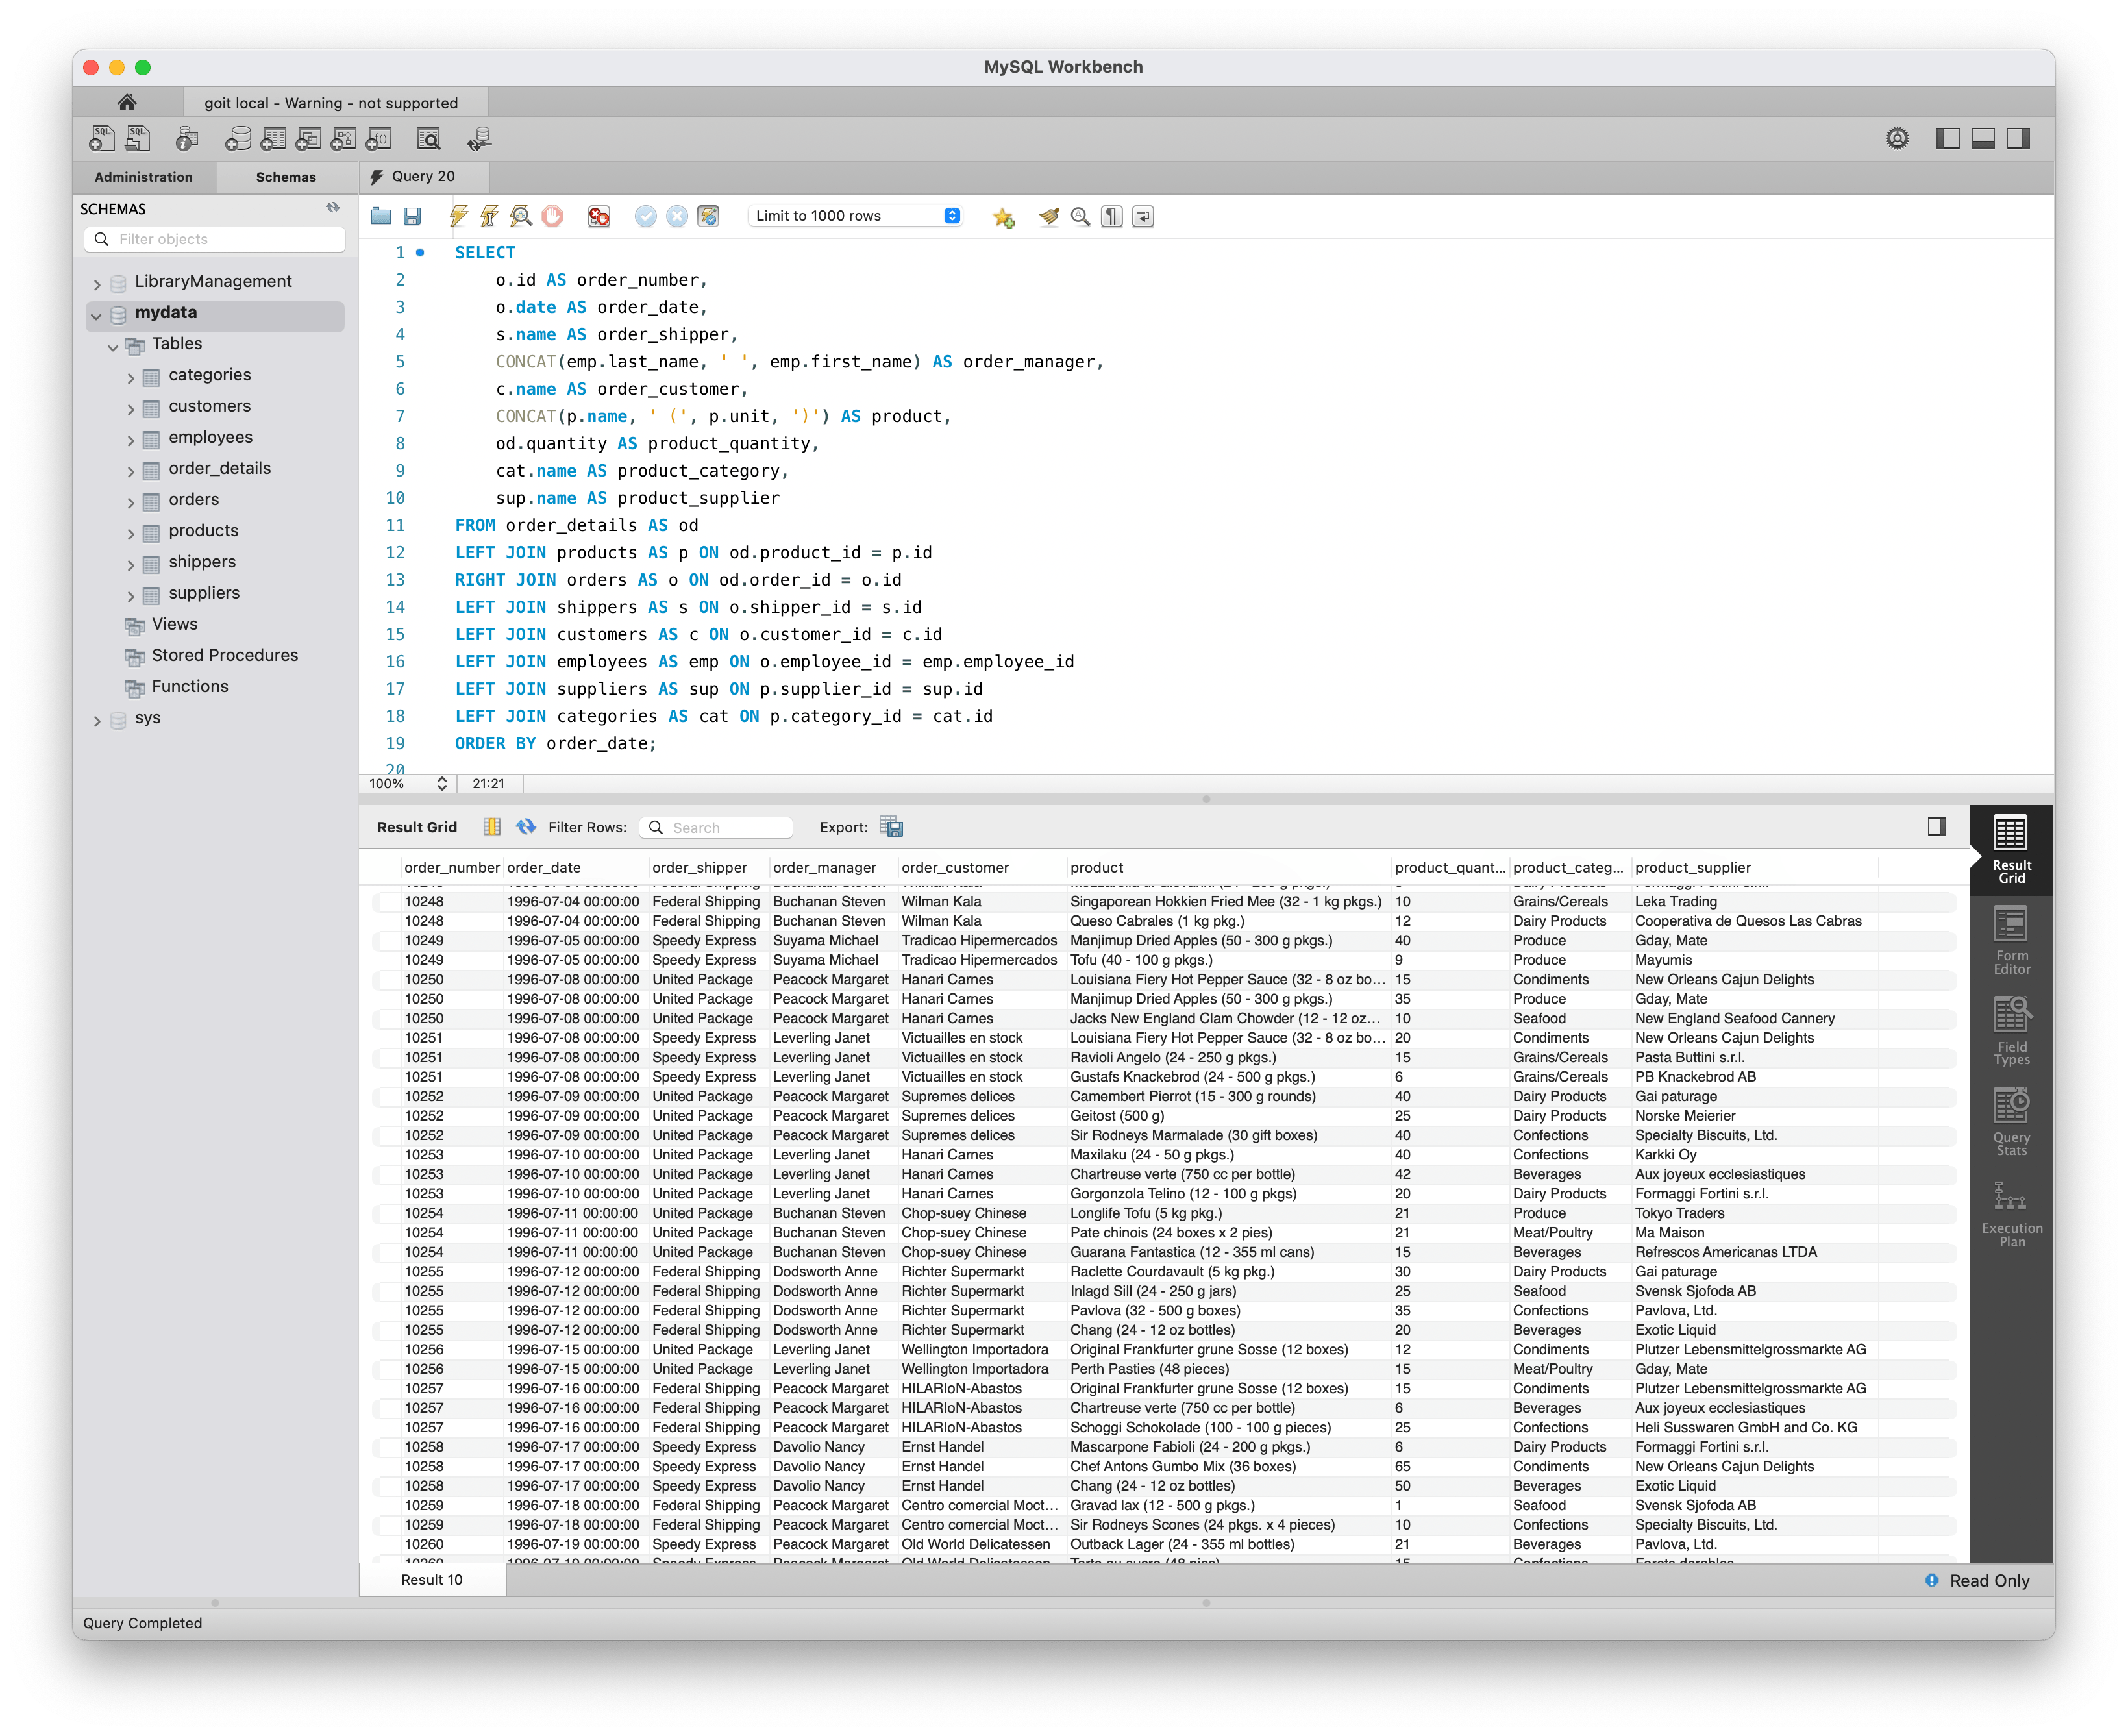 MySQL Workbench
goit local - Warning - not supported
Administration Schemas Query 20
SCHEMAS
Filter objects
Limit to 1000 rows
LibraryManagement
mydata
Tables
categories
customers
employees
order_details
orders
products
shippers
suppliers
Views
Stored Procedures
Functions
sys
1 SELECT
2 o.id AS order_number,
3 o.date AS order_date,
4 s.name AS order_shipper,
5 CONCAT(emp.last_name, ' ', emp.first_name) AS order_manager,
6 c.name AS order_customer,
7 CONCAT(p.name, ' (', p.unit, ')') AS product,
8 od.quantity AS product_quantity,
9 cat.name AS product_category,
10 sup.name AS product_supplier
11 FROM order_details AS od
12 LEFT JOIN products AS p ON od.product_id = p.id
13 RIGHT JOIN orders AS o ON od.order_id = o.id
14 LEFT JOIN shippers AS s ON o.shipper_id = s.id
15 LEFT JOIN customers AS c ON o.customer_id = c.id
16 LEFT JOIN employees AS emp ON o.employee_id = emp.employee_id
17 LEFT JOIN suppliers AS sup ON p.supplier_id = sup.id
18 LEFT JOIN categories AS cat ON p.category_id = cat.id
19 ORDER BY order_date;
20
100% 21:21
Result Grid Filter Rows: Search Export:
order_number order_date order_shipper order_manager order_customer product product_quant... product_categ... product_supplier
10248 1996-07-04 00:00:00 Federal Shipping Buchanan Steven Wilman Kala Singaporean Hokkien Fried Mee (32 - 1 kg pkgs.) 10 Grains/Cereals Leka Trading
10248 1996-07-04 00:00:00 Federal Shipping Buchanan Steven Wilman Kala Queso Cabrales (1 kg pkg.) 12 Dairy Products Cooperativa de Quesos Las Cabras
10249 1996-07-05 00:00:00 Speedy Express Suyama Michael Tradicao Hipermercados Manjimup Dried Apples (50 - 300 g pkgs.) 40 Produce Gday, Mate
10249 1996-07-05 00:00:00 Speedy Express Suyama Michael Tradicao Hipermercados Tofu (40 - 100 g pkgs.) 9 Produce Mayumis
10250 1996-07-08 00:00:00 United Package Peacock Margaret Hanari Carnes Louisiana Fiery Hot Pepper Sauce (32 - 8 oz bo... 15 Condiments New Orleans Cajun Delights
10250 1996-07-08 00:00:00 United Package Peacock Margaret Hanari Carnes Manjimup Dried Apples (50 - 300 g pkgs.) 35 Produce Gday, Mate
10250 1996-07-08 00:00:00 United Package Peacock Margaret Hanari Carnes Jacks New England Clam Chowder (12 - 12 oz... 10 Seafood New England Seafood Cannery
10251 1996-07-08 00:00:00 Speedy Express Leverling Janet Victuailles en stock Louisiana Fiery Hot Pepper Sauce (32 - 8 oz bo... 20 Condiments New Orleans Cajun Delights
10251 1996-07-08 00:00:00 Speedy Express Leverling Janet Victuailles en stock Ravioli Angelo (24 - 250 g pkgs.) 15 Grains/Cereals Pasta Buttini s.r.l.
10251 1996-07-08 00:00:00 Speedy Express Leverling Janet Victuailles en stock Gustafs Knackebrod (24 - 500 g pkgs.) 6 Grains/Cereals PB Knackebrod AB
10252 1996-07-09 00:00:00 United Package Peacock Margaret Supremes delices Camembert Pierrot (15 - 300 g rounds) 40 Dairy Products Gai paturage
10252 1996-07-09 00:00:00 United Package Peacock Margaret Supremes delices Geitost (500 g) 25 Dairy Products Norske Meierier
10252 1996-07-09 00:00:00 United Package Peacock Margaret Supremes delices Sir Rodneys Marmalade (30 gift boxes) 40 Confections Specialty Biscuits, Ltd.
10253 1996-07-10 00:00:00 United Package Leverling Janet Hanari Carnes Maxilaku (24 - 50 g pkgs.) 40 Confections Karkki Oy
10253 1996-07-10 00:00:00 United Package Leverling Janet Hanari Carnes Chartreuse verte (750 cc per bottle) 42 Beverages Aux joyeux ecclesiastiques
10253 1996-07-10 00:00:00 United Package Leverling Janet Hanari Carnes Gorgonzola Telino (12 - 100 g pkgs) 20 Dairy Products Formaggi Fortini s.r.l.
10254 1996-07-11 00:00:00 United Package Buchanan Steven Chop-suey Chinese Longlife Tofu (5 kg pkg.) 21 Produce Tokyo Traders
10254 1996-07-11 00:00:00 United Package Buchanan Steven Chop-suey Chinese Pate chinois (24 boxes x 2 pies) 21 Meat/Poultry Ma Maison
10254 1996-07-11 00:00:00 United Package Buchanan Steven Chop-suey Chinese Guarana Fantastica (12 - 355 ml cans) 15 Beverages Refrescos Americanas LTDA
10255 1996-07-12 00:00:00 Federal Shipping Dodsworth Anne Richter Supermarkt Raclette Courdavault (5 kg pkg.) 30 Dairy Products Gai paturage
10255 1996-07-12 00:00:00 Federal Shipping Dodsworth Anne Richter Supermarkt Inlagd Sill (24 - 250 g jars) 25 Seafood Svensk Sjofoda AB
10255 1996-07-12 00:00:00 Federal Shipping Dodsworth Anne Richter Supermarkt Pavlova (32 - 500 g boxes) 35 Confections Pavlova, Ltd.
10255 1996-07-12 00:00:00 Federal Shipping Dodsworth Anne Richter Supermarkt Chang (24 - 12 oz bottles) 20 Beverages Exotic Liquid
10256 1996-07-15 00:00:00 United Package Leverling Janet Wellington Importadora Original Frankfurter grune Sosse (12 boxes) 12 Condiments Plutzer Lebensmittelgrossmarkte AG
10256 1996-07-15 00:00:00 United Package Leverling Janet Wellington Importadora Perth Pasties (48 pieces) 15 Meat/Poultry Gday, Mate
10257 1996-07-16 00:00:00 Federal Shipping Peacock Margaret HILARIoN-Abastos Original Frankfurter grune Sosse (12 boxes) 15 Condiments Plutzer Lebensmittelgrossmarkte AG
10257 1996-07-16 00:00:00 Federal Shipping Peacock Margaret HILARIoN-Abastos Chartreuse verte (750 cc per bottle) 6 Beverages Aux joyeux ecclesiastiques
10257 1996-07-16 00:00:00 Federal Shipping Peacock Margaret HILARIoN-Abastos Schoggi Schokolade (100 - 100 g pieces) 25 Confections Heli Susswaren GmbH and Co. KG
10258 1996-07-17 00:00:00 Speedy Express Davolio Nancy Ernst Handel Mascarpone Fabioli (24 - 200 g pkgs.) 6 Dairy Products Formaggi Fortini s.r.l.
10258 1996-07-17 00:00:00 Speedy Express Davolio Nancy Ernst Handel Chef Antons Gumbo Mix (36 boxes) 65 Condiments New Orleans Cajun Delights
10258 1996-07-17 00:00:00 Speedy Express Davolio Nancy Ernst Handel Chang (24 - 12 oz bottles) 50 Beverages Exotic Liquid
10259 1996-07-18 00:00:00 Federal Shipping Peacock Margaret Centro comercial Moct... Gravad lax (12 - 500 g pkgs.) 1 Seafood Svensk Sjofoda AB
10259 1996-07-18 00:00:00 Federal Shipping Peacock Margaret Centro comercial Moct... Sir Rodneys Scones (24 pkgs. x 4 pieces) 10 Confections Specialty Biscuits, Ltd.
10260 1996-07-19 00:00:00 Speedy Express Peacock Margaret Old World Delicatessen Outback Lager (24 - 355 ml bottles) 21 Beverages Pavlova, Ltd.
Result
Grid
Form
Editor
Field
Types
Query
Stats
Execution
Plan
Result 10
Read Only
Query Completed